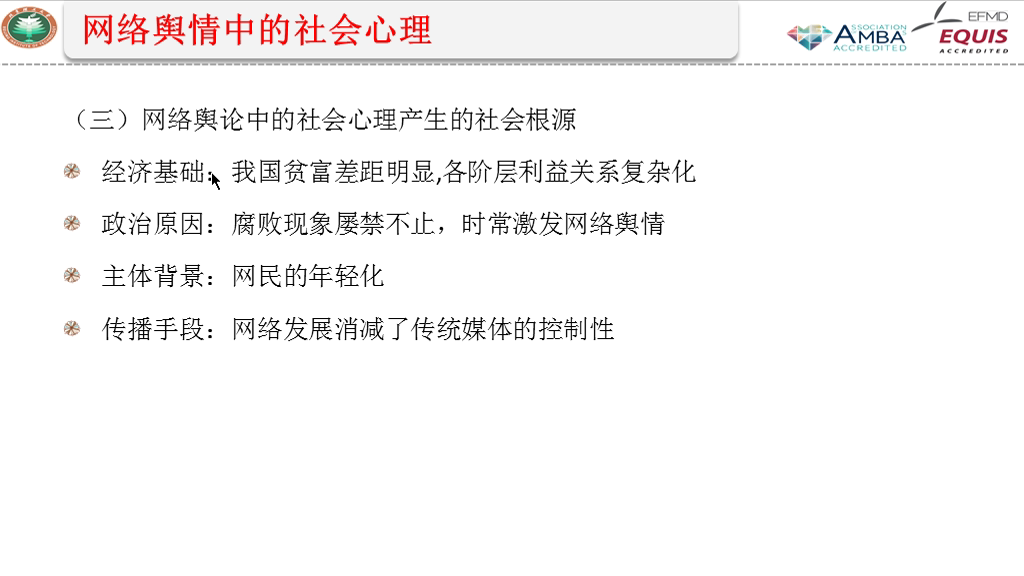 网络舆情中的社会心理
ASSOCIATION
AMBA
ACCREDITED
EFMD
EQUIS
ACCREDITED
（三）网络舆论中的社会心理产生的社会根源
经济基础：我国贫富差距明显,各阶层利益关系复杂化
政治原因：腐败现象屡禁不止，时常激发网络舆情
主体背景：网民的年轻化
传播手段：网络发展消减了传统媒体的控制性